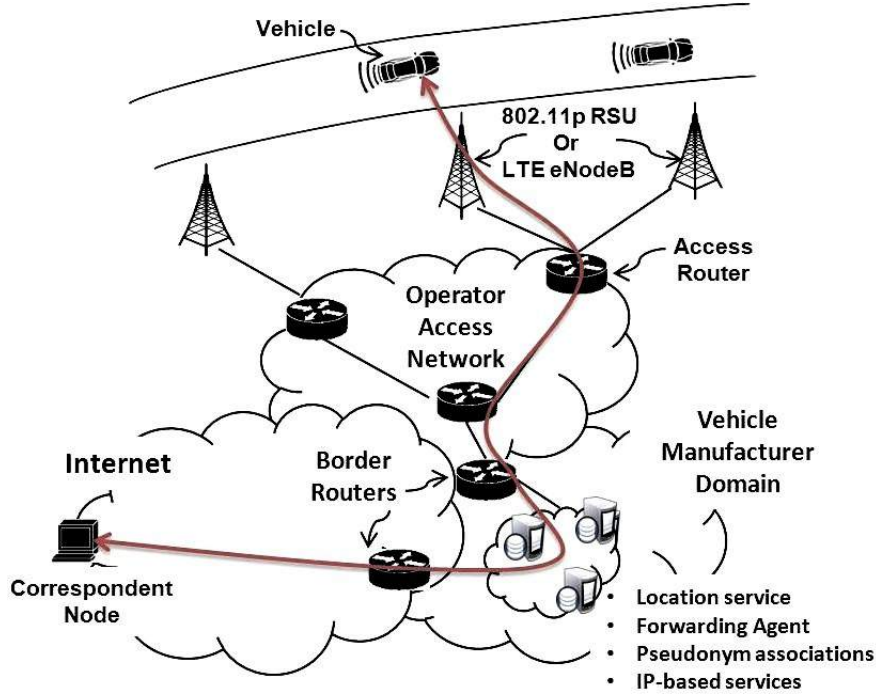 Vehicle
802.11p RSU
Or
LTE eNodeB
Access
Router
Operator
Access
Network
Vehicle
Manufacturer
Domain
Internet
Border
Routers
Correspondent
Node
• Location service
• Forwarding Agent
• Pseudonym associations
• IP-based services